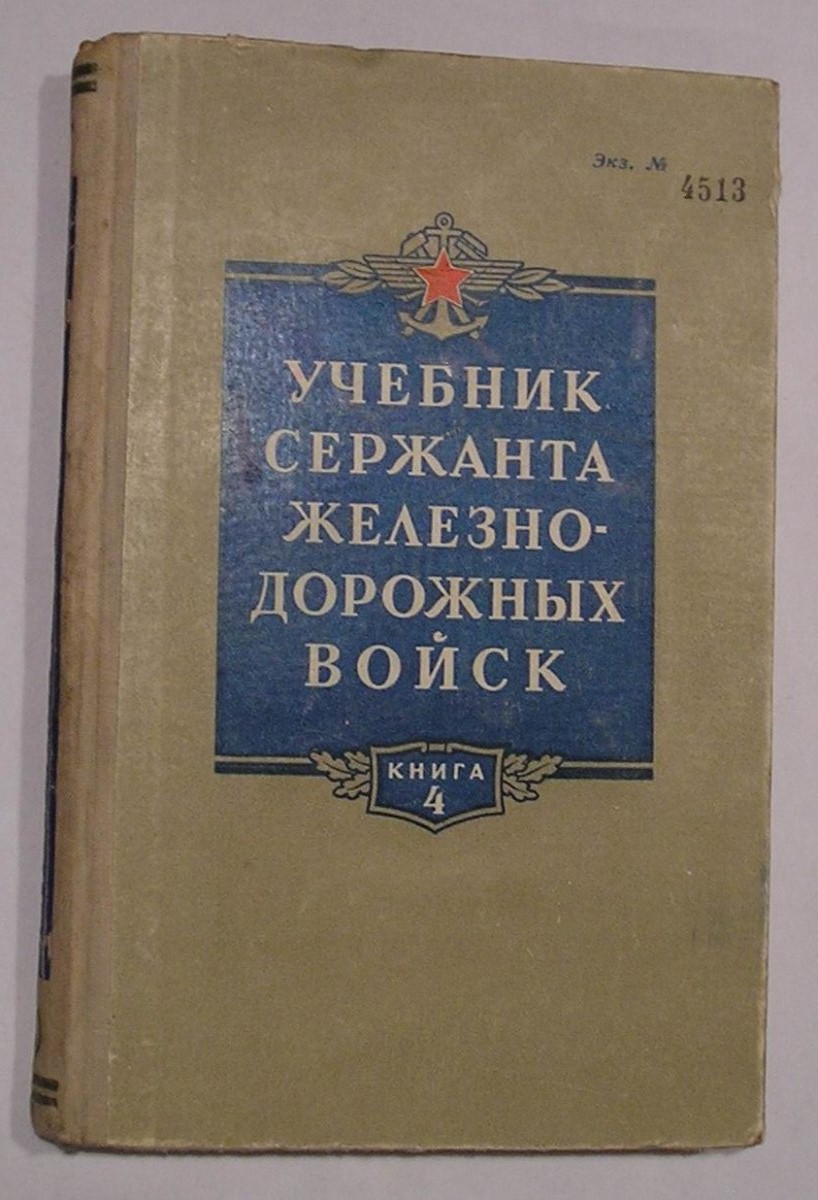 Экз. №
4513
УЧЕБНИК
СЕРЖАНТА
ЖЕЛЕЗНО-
ДОРОЖНЫХ
ВОЙСК
КНИГА
4